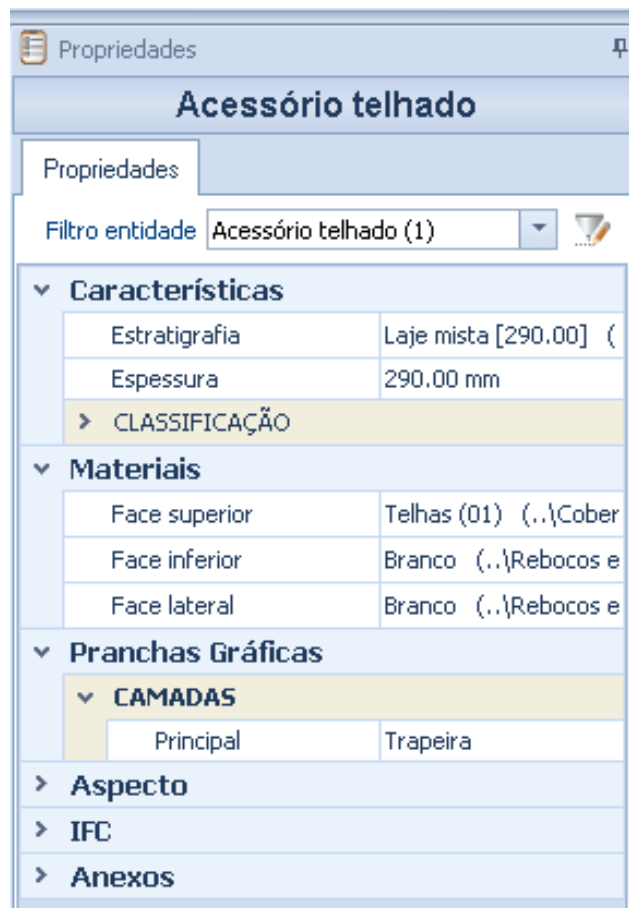 Propriedades
Acessório telhado
Propriedades
Filtro entidade Acessório telhado (1)
Características
Estratigrafia Laje mista [290.00] (
Espessura 290.00 mm
CLASSIFICAÇÃO
Materiais
Face superior Telhas (01) (..\Cober
Face inferior Branco (..\Rebocos e
Face lateral Branco (..\Rebocos e
Pranchas Gráficas
CAMADAS
Principal Trapeira
Aspecto
IFC
Anexos